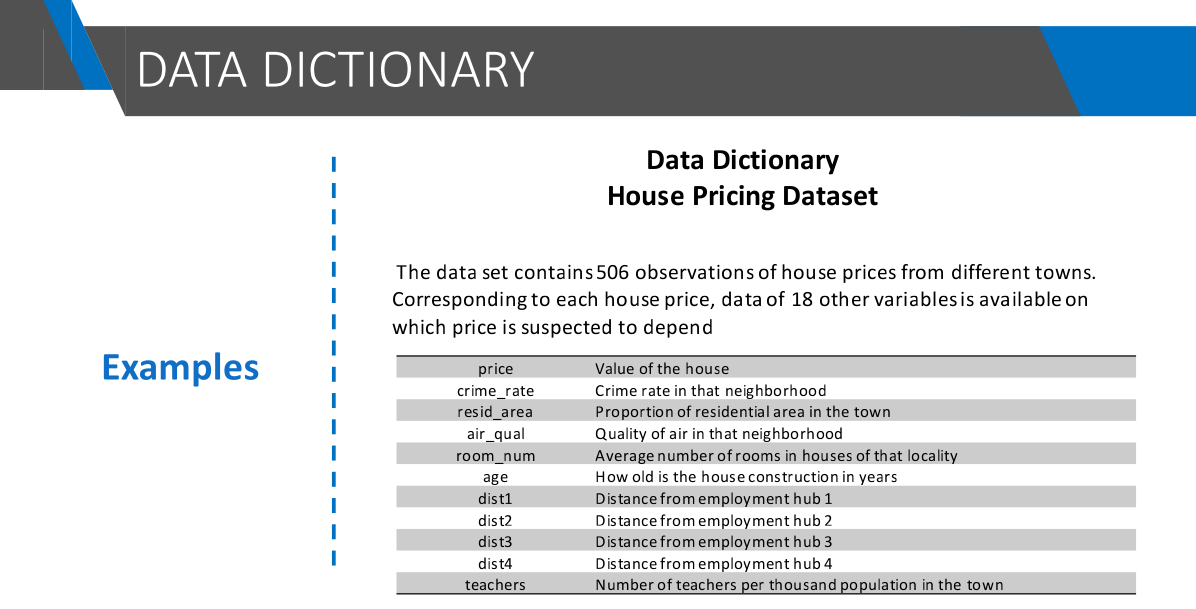 DATA DICTIONARY
Data Dictionary
House Pricing Dataset
The data set contains 506 observations of house prices from different towns.
Corresponding to each house price, data of 18 other variables is available on
which price is suspected to depend
Examples
price Value of the house
crime_rate Crime rate in that neighborhood
resid_area Proportion of residential area in the town
air_qual Quality of air in that neighborhood
room_num Average number of rooms in houses of that locality
age How old is the house construction in years
dist1 Distance from employment hub 1
dist2 Distance from employment hub 2
dist3 Distance from employment hub 3
dist4 Distance from employment hub 4
teachers Number of teachers per thousand population in the town